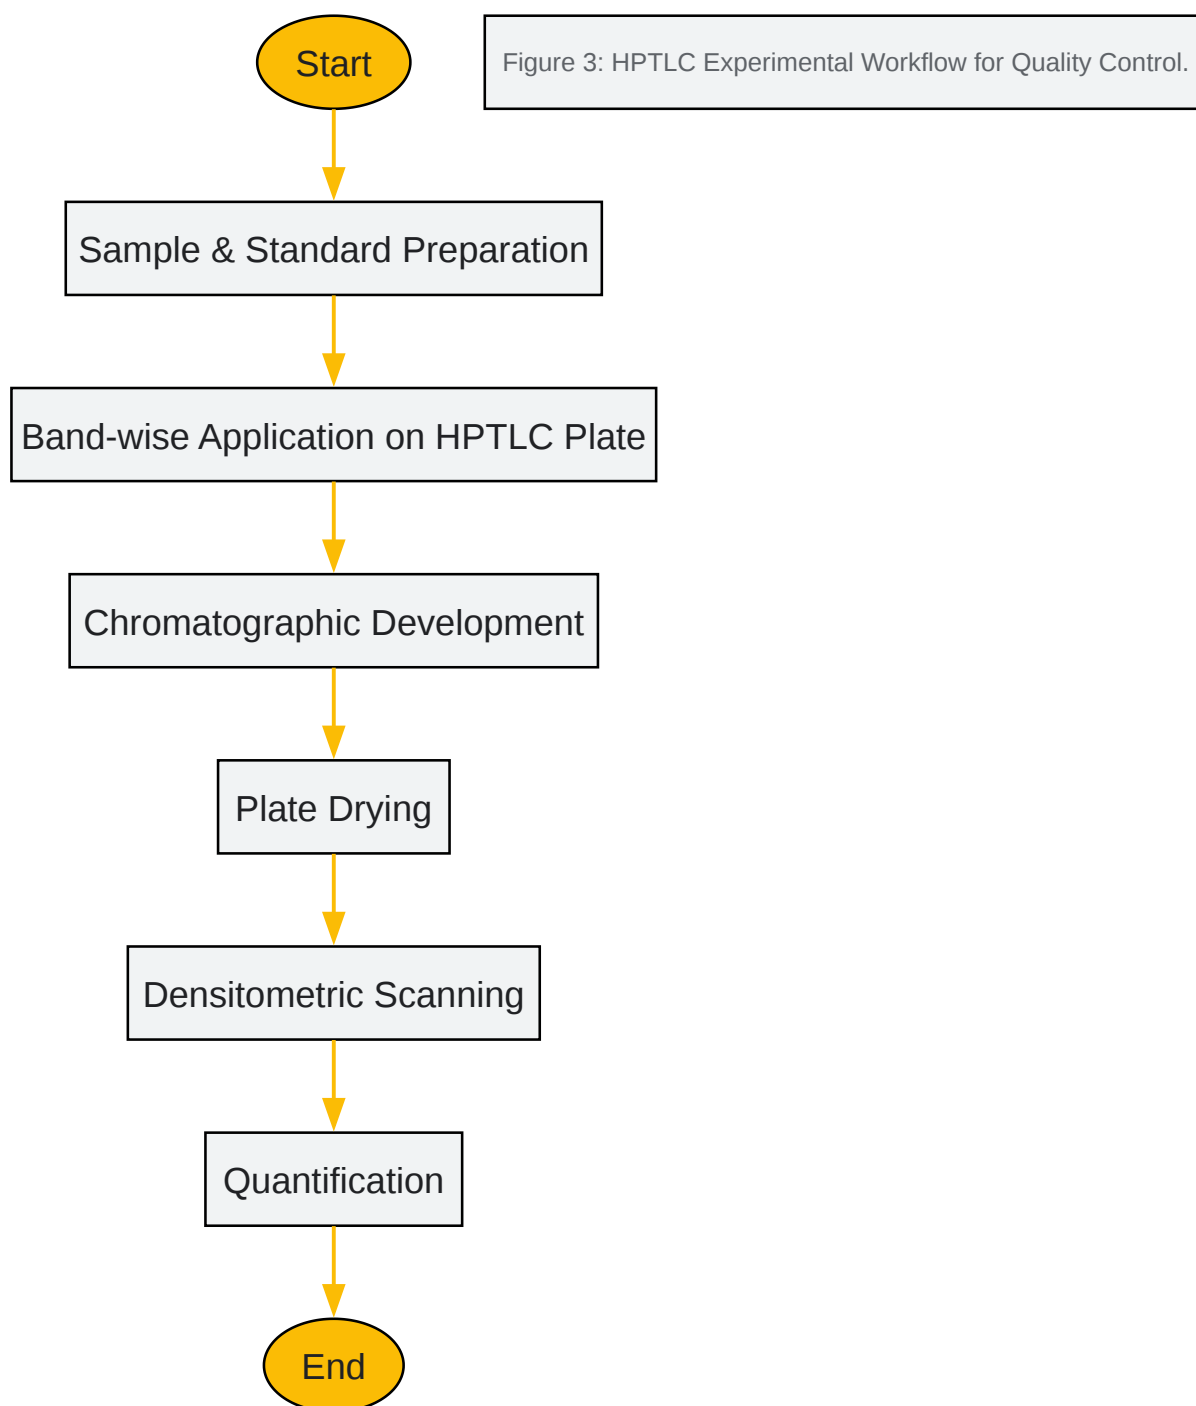 Start
Figure 3: HPTLC Experimental Workflow for Quality Control.
Sample & Standard Preparation
Band-wise Application on HPTLC Plate
Chromatographic Development
Plate Drying
Densitometric Scanning
Quantification
End